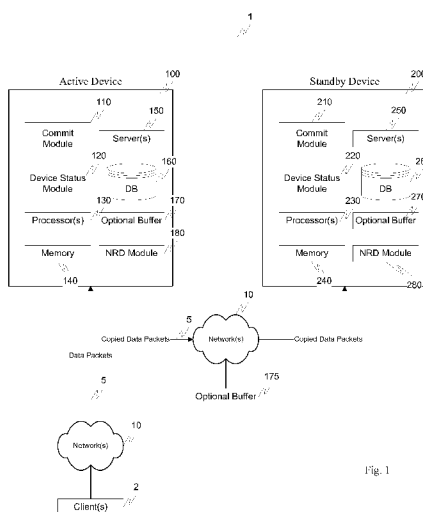 1
Active Device
100
Standby Device
200
110
150
210
250
Commit Module
Server(s)
Commit Module
Server(s)
120
160
220
Device Status Module
DB
Device Status Module
DB
130
170
230
270
Processor(s)
Optional Buffer
Processor(s)
Optional Buffer
180
Memory
NRD Module
Memory
NRD Module
140
240
280
10
5
Copied Data Packets
Network(s)
Copied Data Packets
Data Packets
175
Optional Buffer
5
10
Network(s)
Fig. 1
2
Client(s)